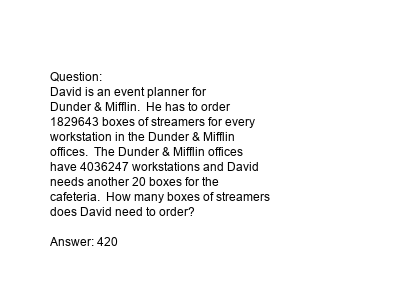 Question:
David is an event planner for
Dunder & Mifflin.  He has to order
1829643 boxes of streamers for every
workstation in the Dunder & Mifflin
offices.  The Dunder & Mifflin offices
have 4036247 workstations and David
needs another 20 boxes for the
cafeteria.  How many boxes of streamers
does David need to order?

Answer: 420